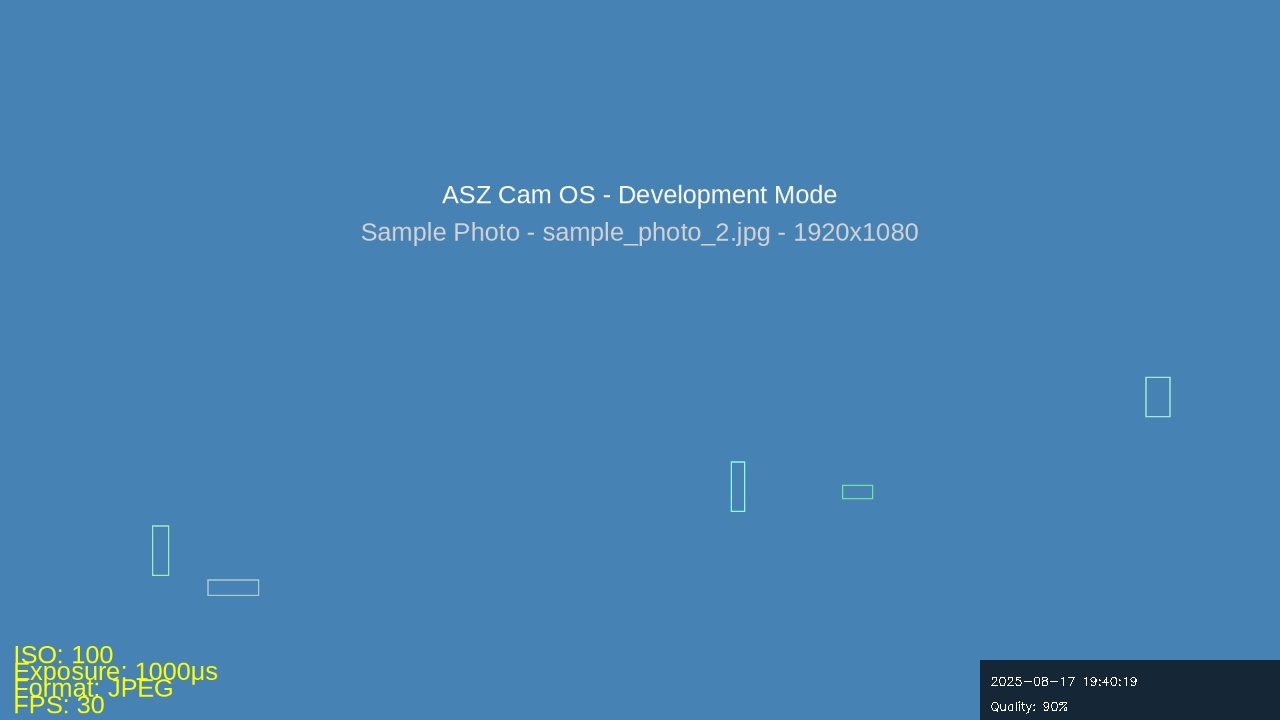 ASZ Cam OS - Development Mode
Sample Photo - sample_photo_2.jpg - 1920x1080
ISO: 100
Exposure: 1000µs
Format: JPEG
FPS: 30
2025-08-17 19:40:19
Quality: 90%